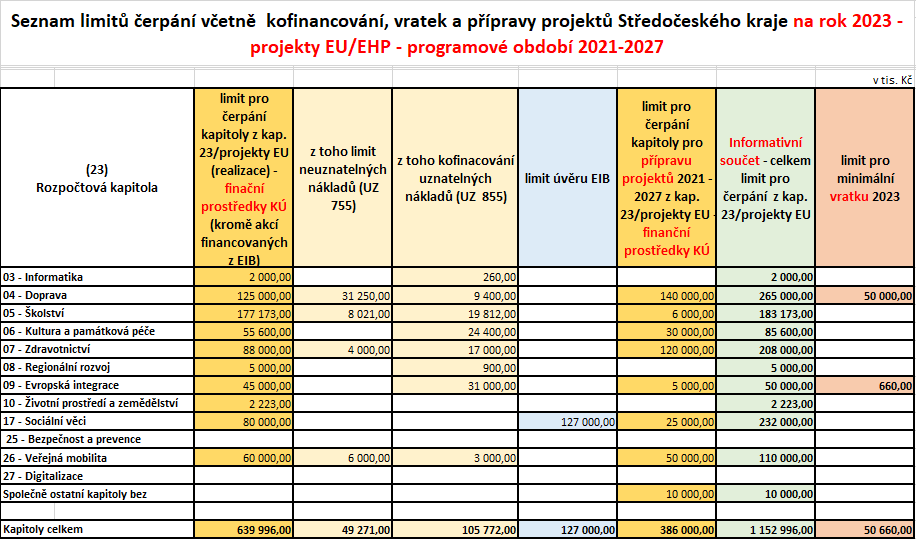 Seznam limitů čerpání včetně  kofinancování, vratek a přípravy projektů Středočeského kraje na rok 2023 -
projekty EU/EHP - programové období 2021-2027
v tis. Kč
(23)
Rozpočtová kapitola
limit pro
čerpání
kapitoly z kap.
23/projekty EU
(realizace) -
finanční
prostředky KÚ
(kromě akcí
financovaných
z EIB)
z toho limit
neuznatelných
nákladů (UZ
755)
z toho kofinacování
uznatelných
nákladů (UZ  855)
limit úvěru EIB
limit pro
čerpání
kapitoly pro
přípravu
projektů 2021 -
2027 z kap.
23/projekty EU -
finanční
prostředky KÚ
Informativní
součet - celkem
limit pro
čerpání  z kap.
23/projekty EU
limit pro
minimální
vratku 2023
03 - Informatika 2 000,00 260,00 2 000,00
04 - Doprava 125 000,00 31 250,00 9 400,00 140 000,00 265 000,00 50 000,00
05 - Školství 177 173,00 8 021,00 19 812,00 6 000,00 183 173,00
06 - Kultura a památková péče 55 600,00 24 400,00 30 000,00 85 600,00
07 - Zdravotnictví 88 000,00 4 000,00 17 000,00 120 000,00 208 000,00
08 - Regionální rozvoj 5 000,00 900,00 5 000,00
09 - Evropská integrace 45 000,00 31 000,00 5 000,00 50 000,00 660,00
10 - Životní prostředí a zemědělství 2 223,00 2 223,00
17 - Sociální věci 80 000,00 127 000,00 25 000,00 232 000,00
25 - Bezpečnost a prevence
26 - Veřejná mobilita 60 000,00 6 000,00 3 000,00 50 000,00 110 000,00
27 - Digitalizace
Společně ostatní kapitoly bez 10 000,00 10 000,00
Kapitoly celkem 639 996,00 49 271,00 105 772,00 127 000,00 386 000,00 1 152 996,00 50 660,00